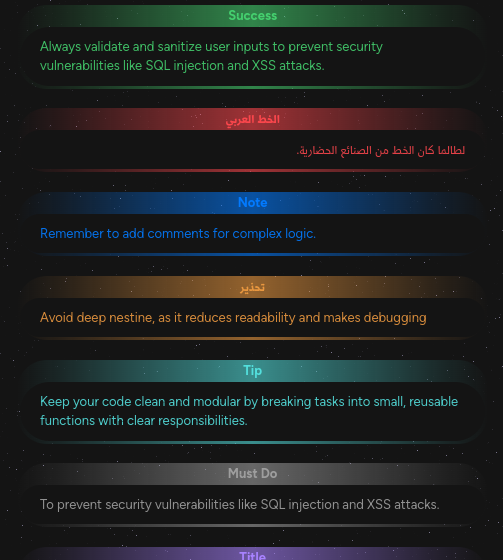 Success
Always validate and sanitize user inputs to prevent security
vulnerabilities like SQL injection and XSS attacks.
الخط العربي
لطالما كان الخط من الصنائع الحضارية.
Note
Remember to add comments for complex logic.
تحذير
Avoid deep nestine, as it reduces readability and makes debugging
Tip
Keep your code clean and modular by breaking tasks into small, reusable
functions with clear responsibilities.
Must Do
To prevent security vulnerabilities like SQL injection and XSS attacks.
Title